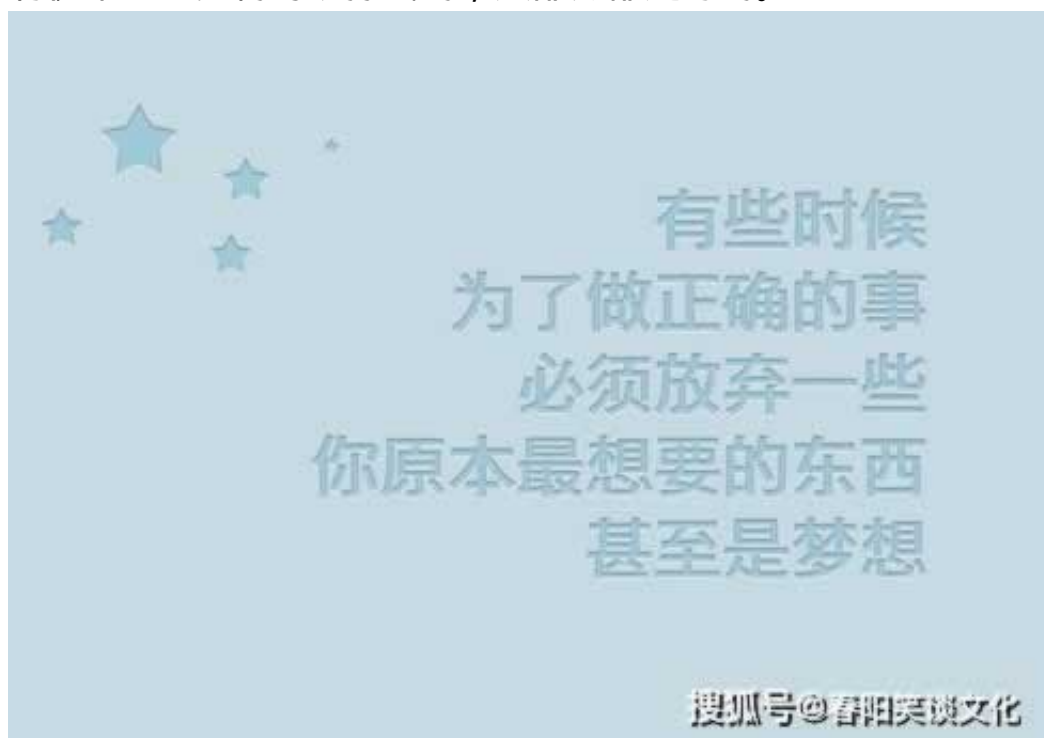 有些时候
为了做正确的事
必须放弃一些
你原本最想要的东西
甚至是梦想
搜狐号@春阳笑谈文化